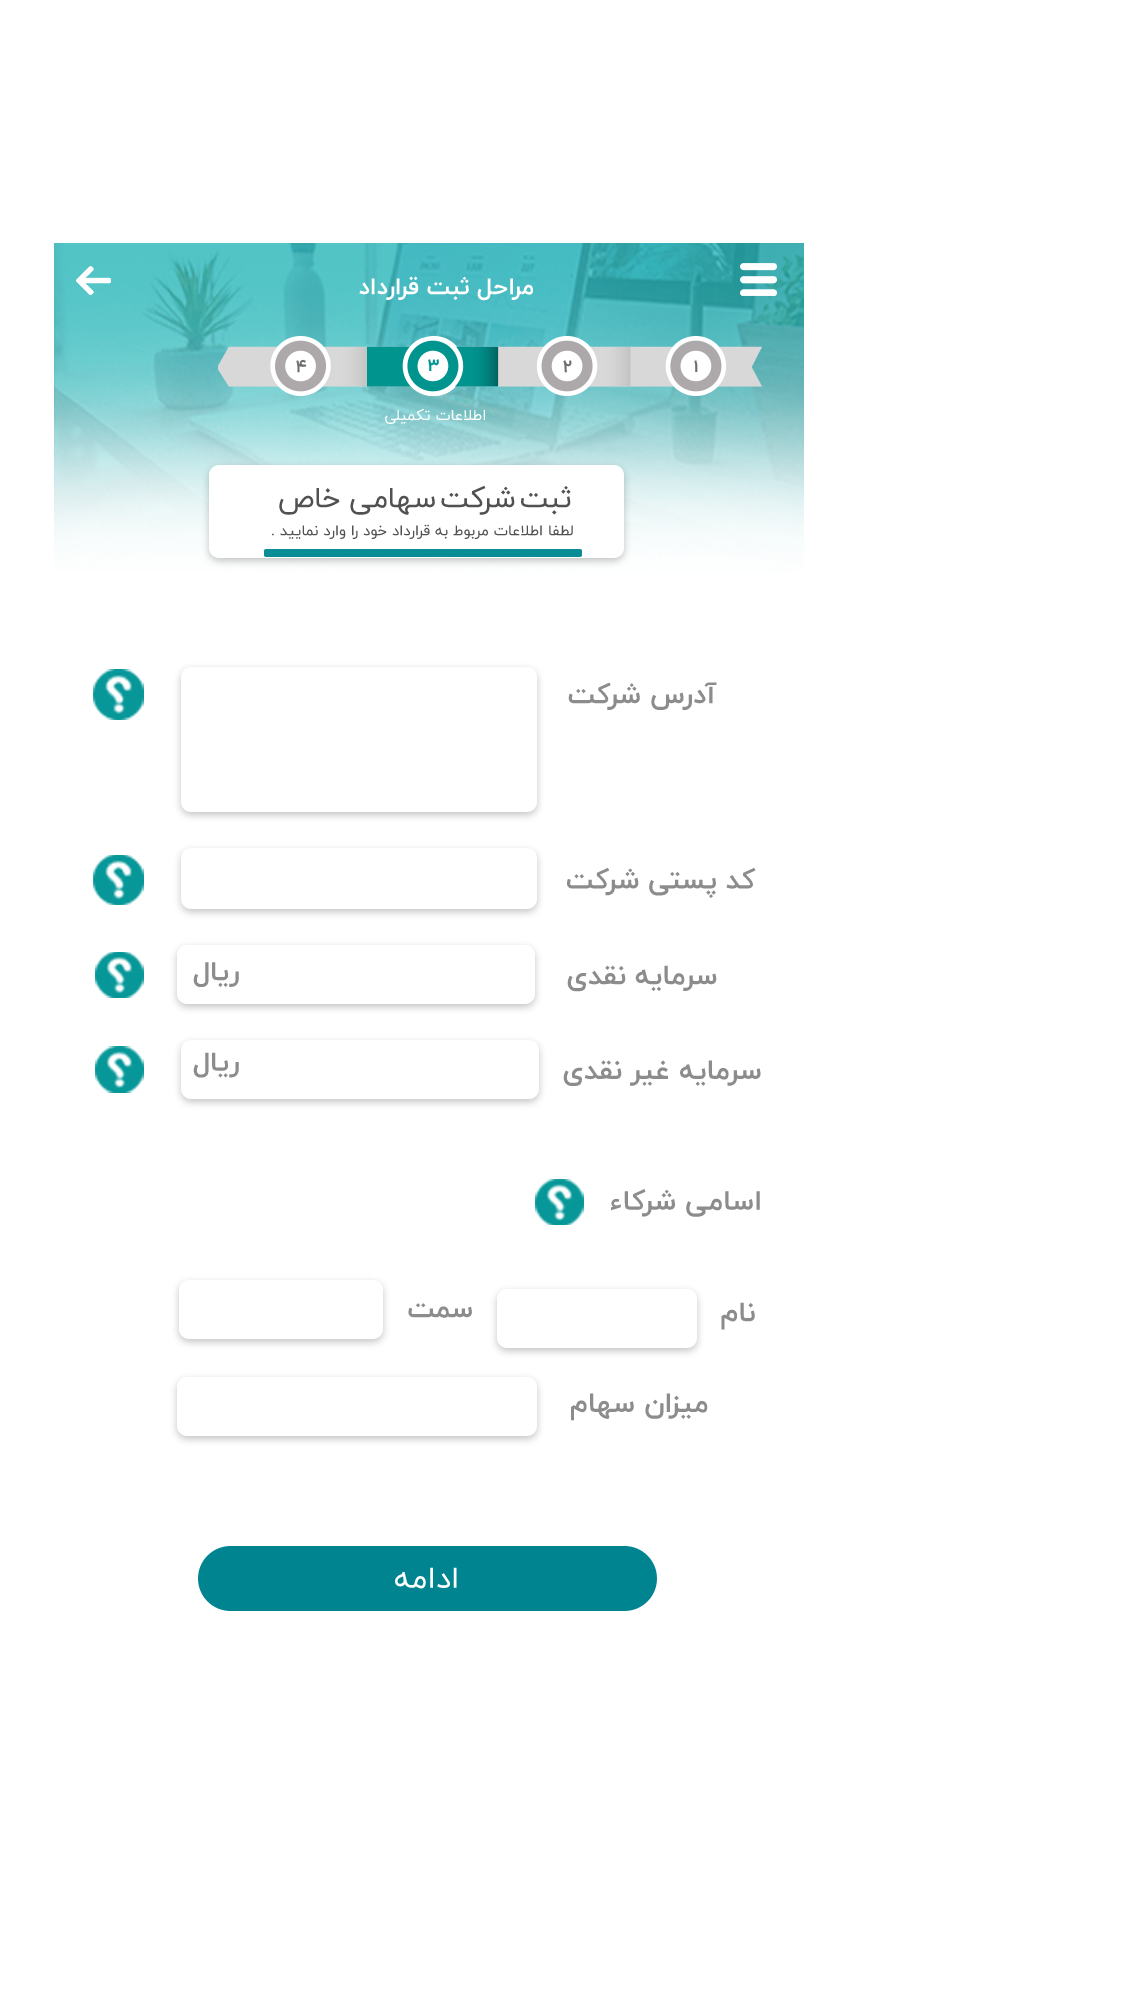 مراحل ثبت قرارداد
۱ ۲ ۳ ۴
اطلاعات تکمیلی
ثبت شرکت سهامی خاص
لطفا اطلاعات مربوط به قرارداد خود را وارد نمایید .
آدرس شرکت
کد پستی شرکت
سرمایه نقدی ریال
سرمایه غیر نقدی ریال
اسامی شرکاء
نام سمت
میزان سهام
ادامه